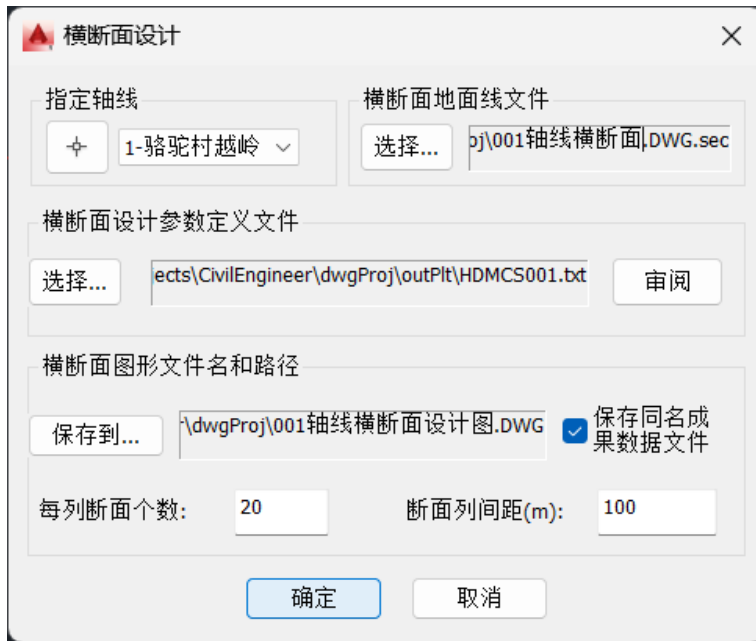 横断面设计
指定轴线
1-骆驼村越岭
横断面地面线文件
选择...
oj\001轴线横断面.DWG.sec
横断面设计参数定义文件
选择...
jects\CivilEngineer\dwgProj\outPlt\HDMCS001.txt
审阅
横断面图形文件名和路径
保存到...
r\dwgProj\001轴线横断面设计图.DWG
保存同名成
果数据文件
每列断面个数:
20
断面列间距(m):
100
确定
取消